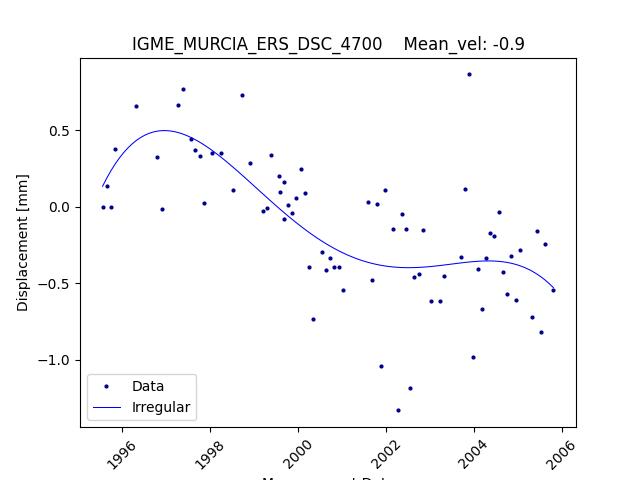 IGME_MURCIA_ERS_DSC_4700    Mean_vel: -0.9
Displacement [mm]
0.5
0.0
−0.5
−1.0
Data
Irregular
1996
1998
2000
2002
2004
2006